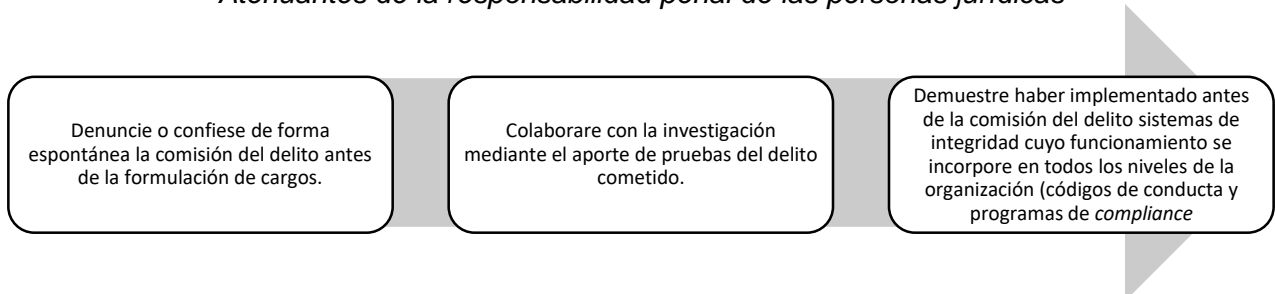 Atenuantes de la responsabilidad penal de las personas jurídicas
Denuncie o confiese de forma
espontánea la comisión del delito antes
de la formulación de cargos.
Colaborare con la investigación
mediante el aporte de pruebas del delito
cometido.
Demuestre haber implementado antes
de la comisión del delito sistemas de
integridad cuyo funcionamiento se
incorpore en todos los niveles de la
organización (códigos de conducta y
programas de compliance